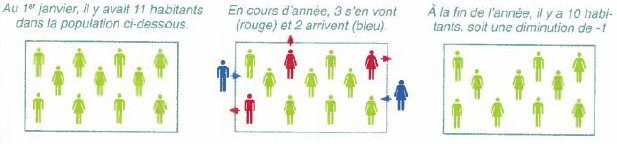 Au 1er janvier, il y avait 11 habitants
dans la population ci-dessous.
En cours d'année, 3 s'en vont
(rouge) et 2 arrivent (bleu).
À la fin de l'année, il y a 10 habi-
tants, soit une diminution de -1